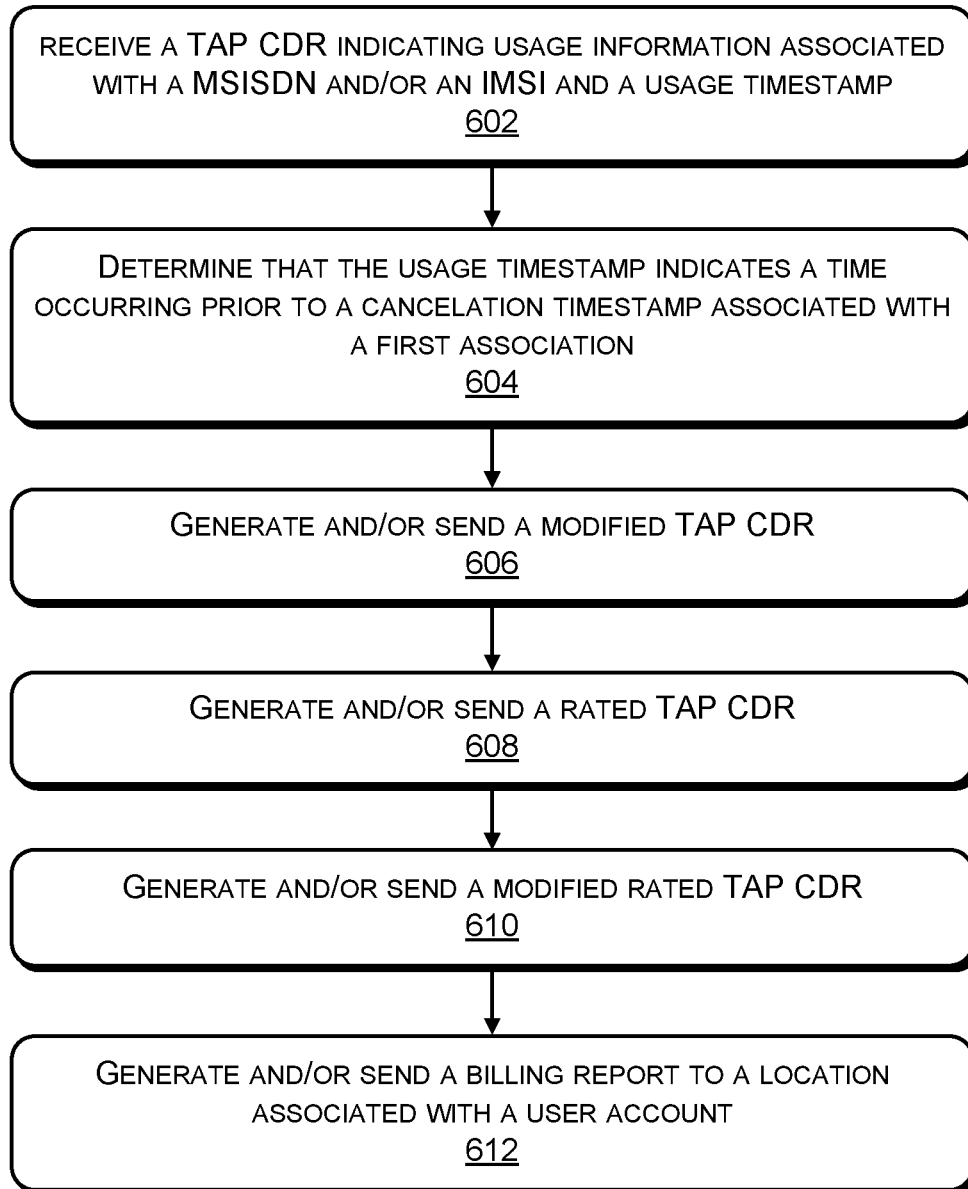 RECEIVE A TAP CDR INDICATING USAGE INFORMATION ASSOCIATED
WITH A MSISDN AND/OR AN IMSI AND A USAGE TIMESTAMP
602
DETERMINE THAT THE USAGE TIMESTAMP INDICATES A TIME
OCCURRING PRIOR TO A CANCELATION TIMESTAMP ASSOCIATED WITH
A FIRST ASSOCIATION
604
GENERATE AND/OR SEND A MODIFIED TAP CDR
606
GENERATE AND/OR SEND A RATED TAP CDR
608
GENERATE AND/OR SEND A MODIFIED RATED TAP CDR
610
GENERATE AND/OR SEND A BILLING REPORT TO A LOCATION
ASSOCIATED WITH A USER ACCOUNT
612